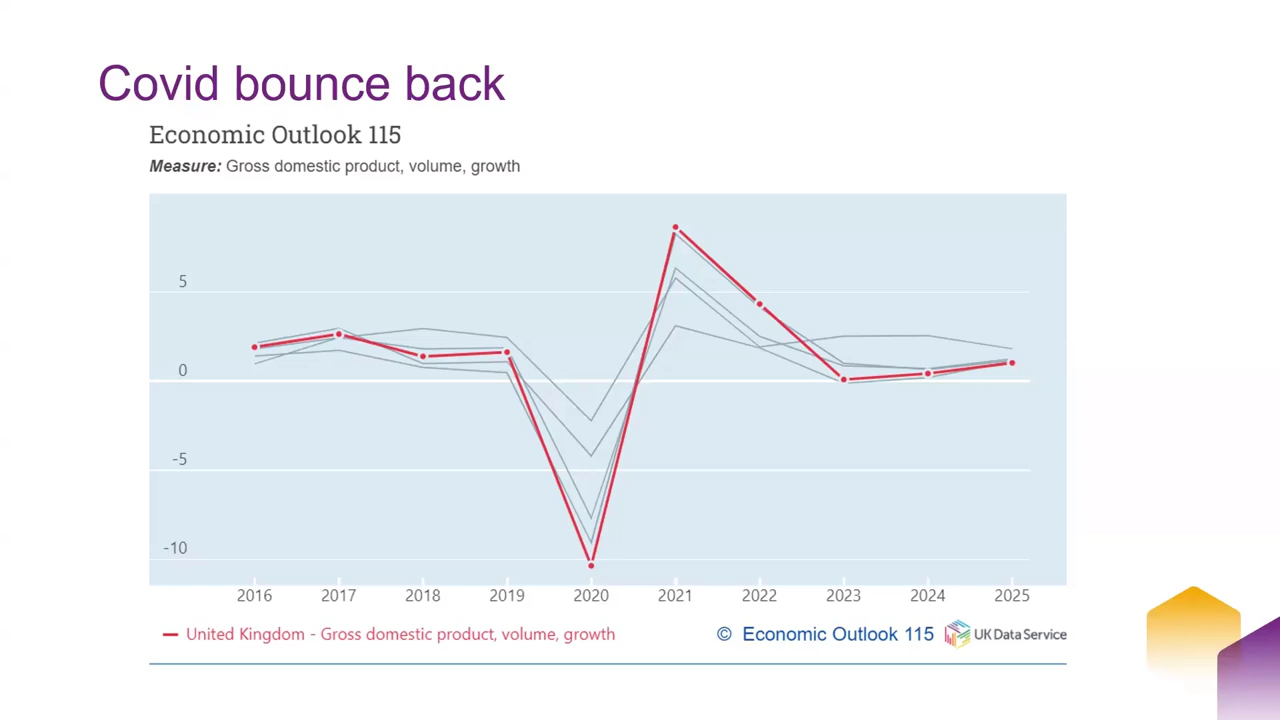 Covid bounce back
Economic Outlook 115
Measure: Gross domestic product, volume, growth
5
0
-5
-10
2016 2017 2018 2019 2020 2021 2022 2023 2024 2025
United Kingdom - Gross domestic product, volume, growth
© Economic Outlook 115 UK Data Service